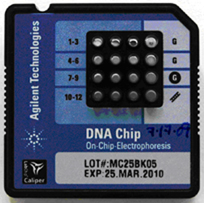 Agilent Technologies
1-3 G
4-6 G
7-9 G
10-12
DNA Chip
On-Chip-Electrophoresis
Caliper
LOT#:MC25BK05
EXP:25.MAR.2010